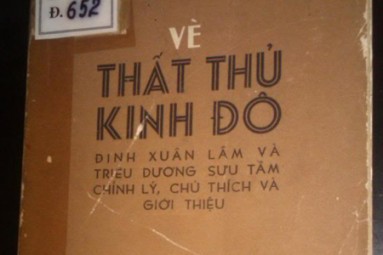 Đ. 652
VÈ
THẤT THỦ
KINH ĐÔ
ĐINH XUÂN LÂM VÀ
TRIỀU DƯƠNG SƯU TẦM
CHỈNH LÝ, CHÚ THÍCH VÀ
GIỚI THIỆU